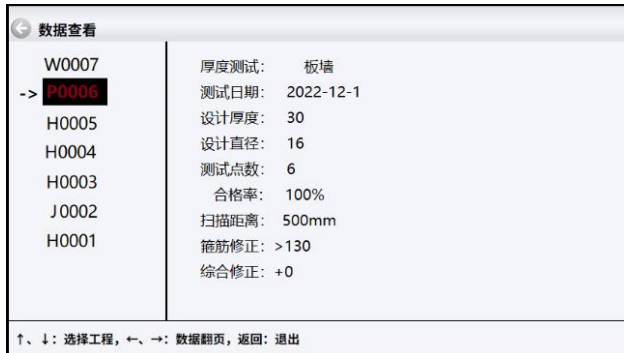 数据查看
W0007
-> P0006
H0005
H0004
H0003
J0002
H0001
厚度测试: 板墙
测试日期: 2022-12-1
设计厚度: 30
设计直径: 16
测试点数: 6
合格率: 100%
扫描距离: 500mm
箍筋修正: >130
综合修正: +0
↑、↓: 选择工程, ←、→: 数据翻页, 返回: 退出